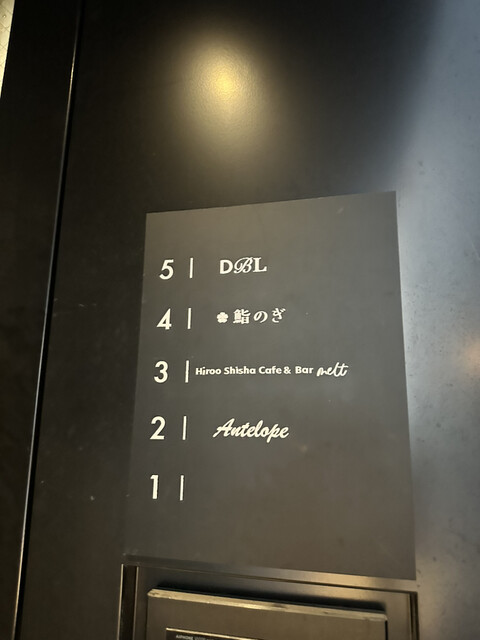 5 | DBL
4 | 鮨のぎ
3 | Hiroo Shisha Cafe & Bar melt
2 | Antelope
1 |